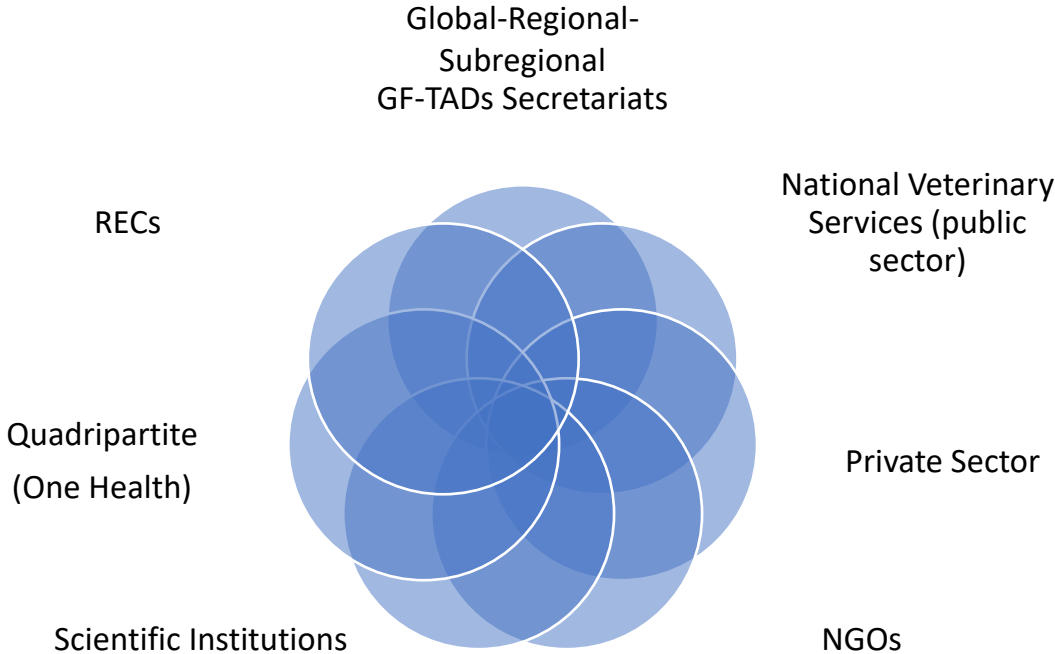 Global-Regional-
Subregional
GF-TADs Secretariats
RECs
National Veterinary
Services (public
sector)
Quadripartite
(One Health)
Private Sector
Scientific Institutions
NGOs